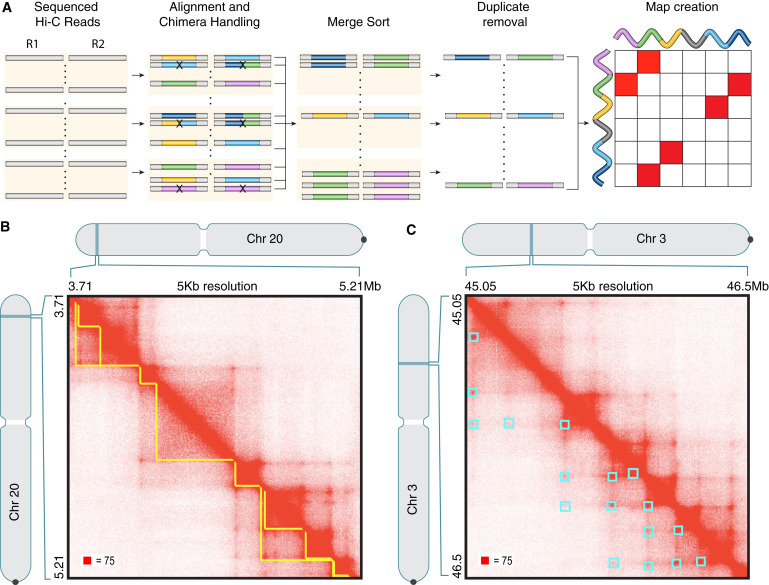 A
Sequenced
Hi-C Reads
Alignment and
Chimera Handling
Merge Sort
Duplicate
removal
Map creation
R1
R2
B
Chr 20
3.71
5Kb resolution
5.21Mb
3.71
Chr 20
5.21
= 75
C
Chr 3
45.05
5Kb resolution
46.5Mb
45.05
Chr 3
46.5
= 75